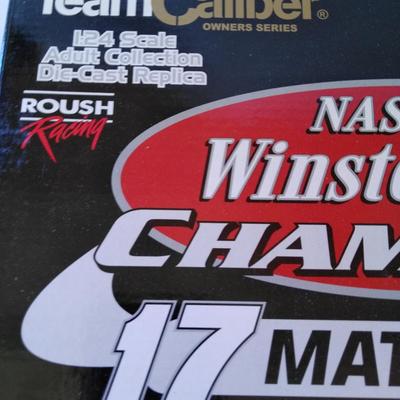 Team Caliber®
OWNERS SERIES
1:24 Scale
Adult Collection
Die-Cast Replica
ROUSH
Racing
NAS
Winsto
CHAM
17 MAT